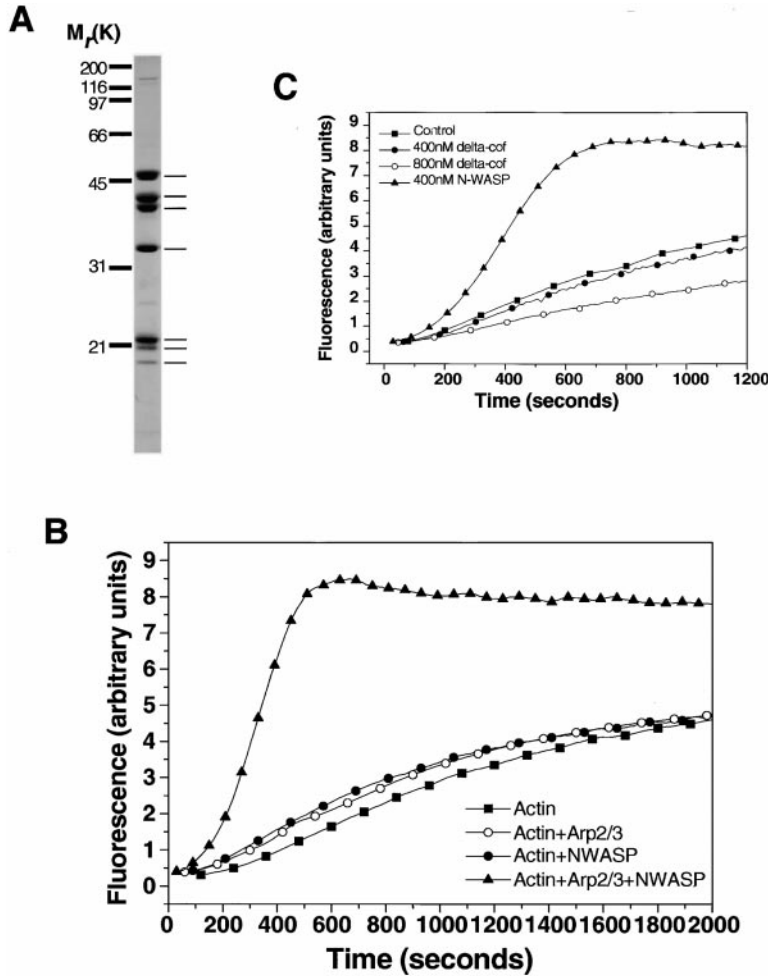 A
Mr(K)
200
116
97
66
45
31
21
C
Fluorescence (arbitrary units)
9
8
7
6
5
4
3
2
1
0
Control
400nM delta-cof
800nM delta-cof
400nM N-WASP
0 200 400 600 800 1000 1200
Time (seconds)
B
Fluorescence (arbitrary units)
9
8
7
6
5
4
3
2
1
0
Actin
Actin+Arp2/3
Actin+NWASP
Actin+Arp2/3+NWASP
0 200 400 600 800 1000 1200 1400 1600 1800 2000
Time (seconds)